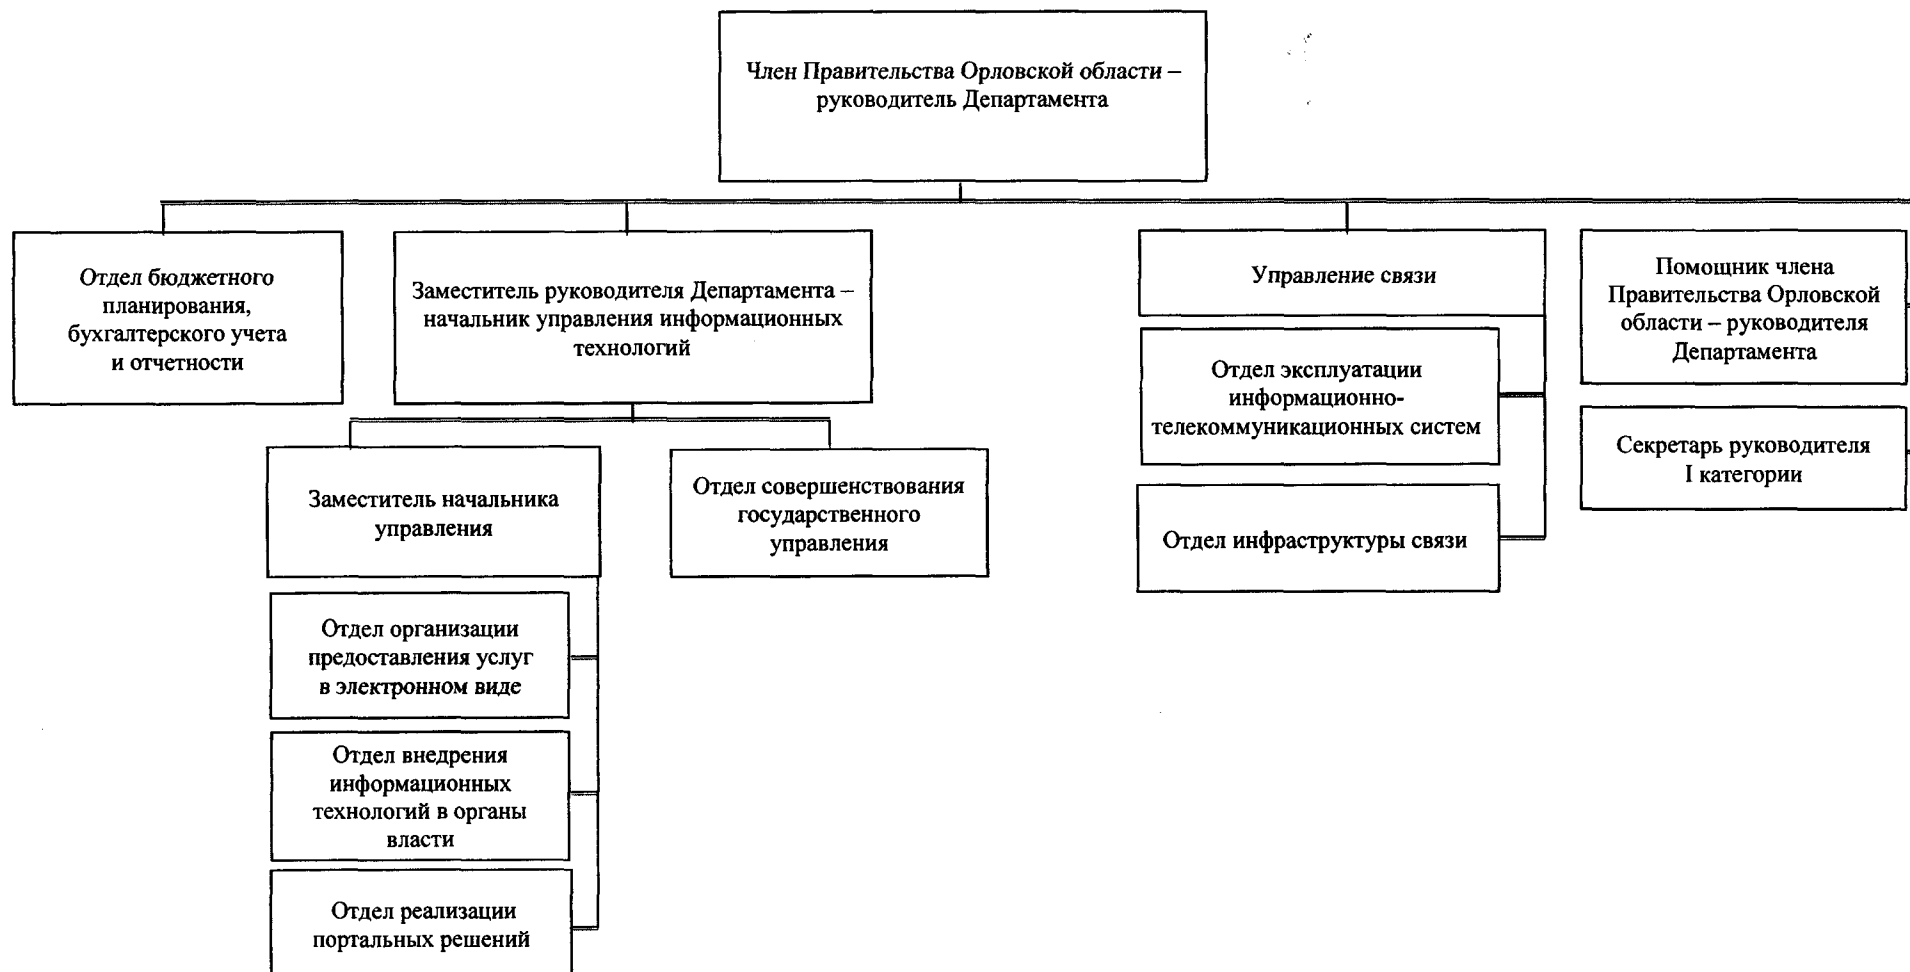 Член Правительства Орловской области –
руководитель Департамента
Отдел бюджетного
планирования,
бухгалтерского учета
и отчетности
Заместитель руководителя Департамента –
начальник управления информационных
технологий
Управление связи
Помощник члена
Правительства Орловской
области – руководителя
Департамента
Отдел эксплуатации
информационно-
телекоммуникационных систем
Секретарь руководителя
I категории
Заместитель начальника
управления
Отдел совершенствования
государственного
управления
Отдел инфраструктуры связи
Отдел организации
предоставления услуг
в электронном виде
Отдел внедрения
информационных
технологий в органы
власти
Отдел реализации
портальных решений